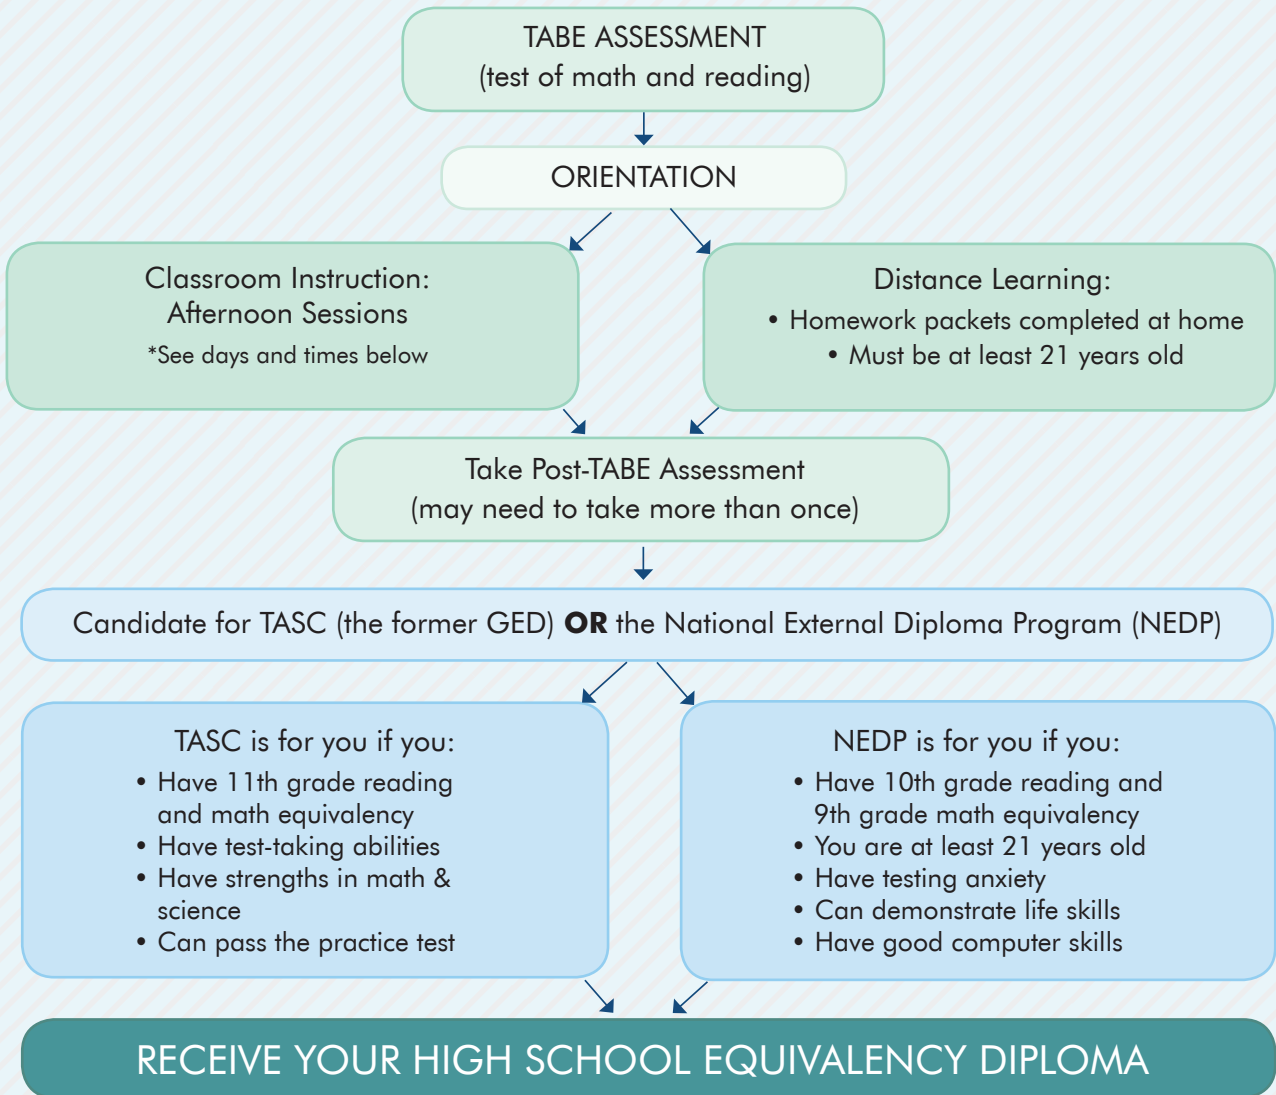 TABE ASSESSMENT
(test of math and reading)
ORIENTATION
Classroom Instruction:
Afternoon Sessions
*See days and times below
Distance Learning:
• Homework packets completed at home
• Must be at least 21 years old
Take Post-TABE Assessment
(may need to take more than once)
Candidate for TASC (the former GED) OR the National External Diploma Program (NEDP)
TASC is for you if you:
• Have 11th grade reading
and math equivalency
• Have test-taking abilities
• Have strengths in math &
science
• Can pass the practice test
NEDP is for you if you:
• Have 10th grade reading and
9th grade math equivalency
• You are at least 21 years old
• Have testing anxiety
• Can demonstrate life skills
• Have good computer skills
RECEIVE YOUR HIGH SCHOOL EQUIVALENCY DIPLOMA